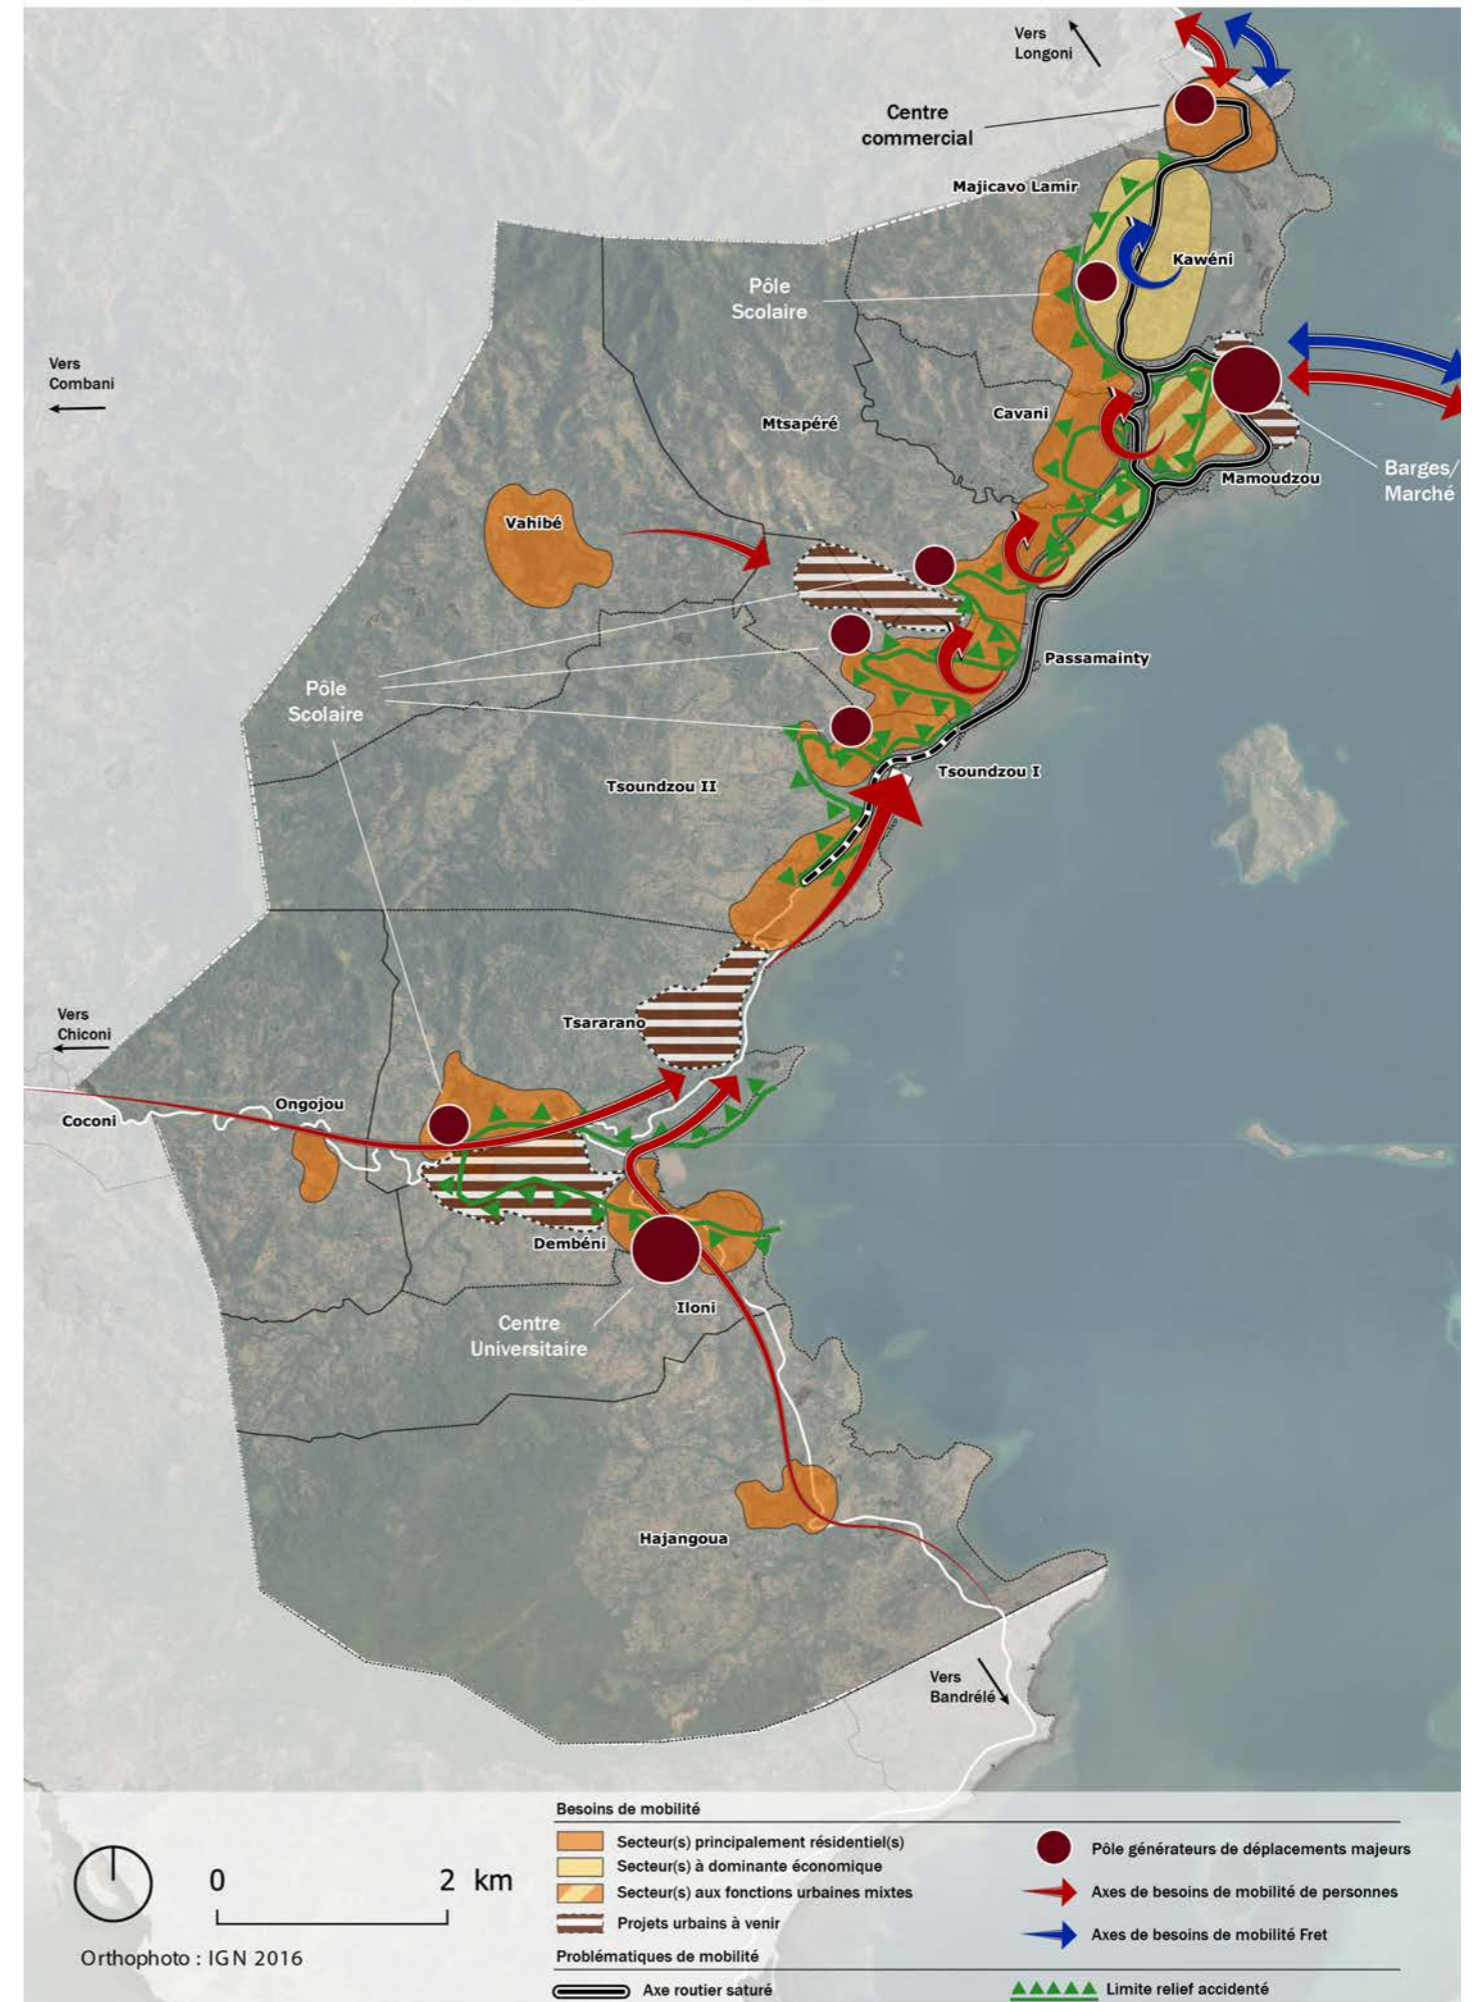 Vers
Longoni
Centre
commercial
Majicavo Lamir
Kawéni
Pôle
Scolaire
Vers
Combani
Mtsapéré
Cavani
Mamoudzou
Barges/
Marché
Vahibé
Passamainty
Pôle
Scolaire
Tsoundzou I
Tsoundzou II
Tsararano
Vers
Chiconi
Ongojou
Coconi
Dembéni
Iloni
Centre
Universitaire
Hajangoua
Vers
Bandrélé
0 2 km
Orthophoto : IGN 2016
Besoins de mobilité
Secteur(s) principalement résidentiel(s)
Secteur(s) à dominante économique
Secteur(s) aux fonctions urbaines mixtes
Projets urbains à venir
Pôle générateurs de déplacements majeurs
Axes de besoins de mobilité de personnes
Axes de besoins de mobilité Fret
Problématiques de mobilité
Axe routier saturé
Limite relief accidenté